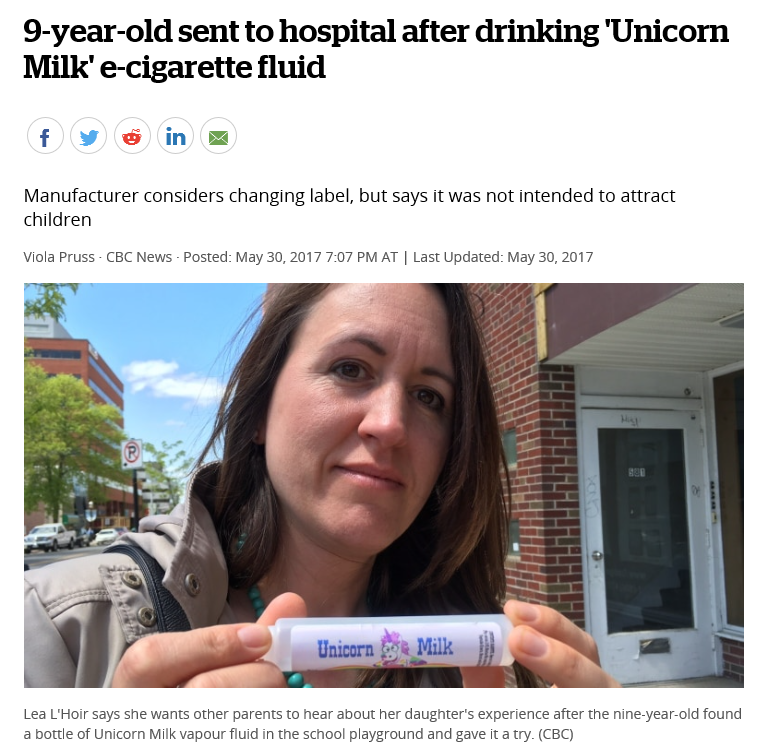 9-year-old sent to hospital after drinking 'Unicorn
Milk' e-cigarette fluid
Manufacturer considers changing label, but says it was not intended to attract
children
Viola Pruss · CBC News · Posted: May 30, 2017 7:07 PM AT | Last Updated: May 30, 2017
P
Unicorn Milk
Lea L'Hoir says she wants other parents to hear about her daughter's experience after the nine-year-old found
a bottle of Unicorn Milk vapour fluid in the school playground and gave it a try. (CBC)